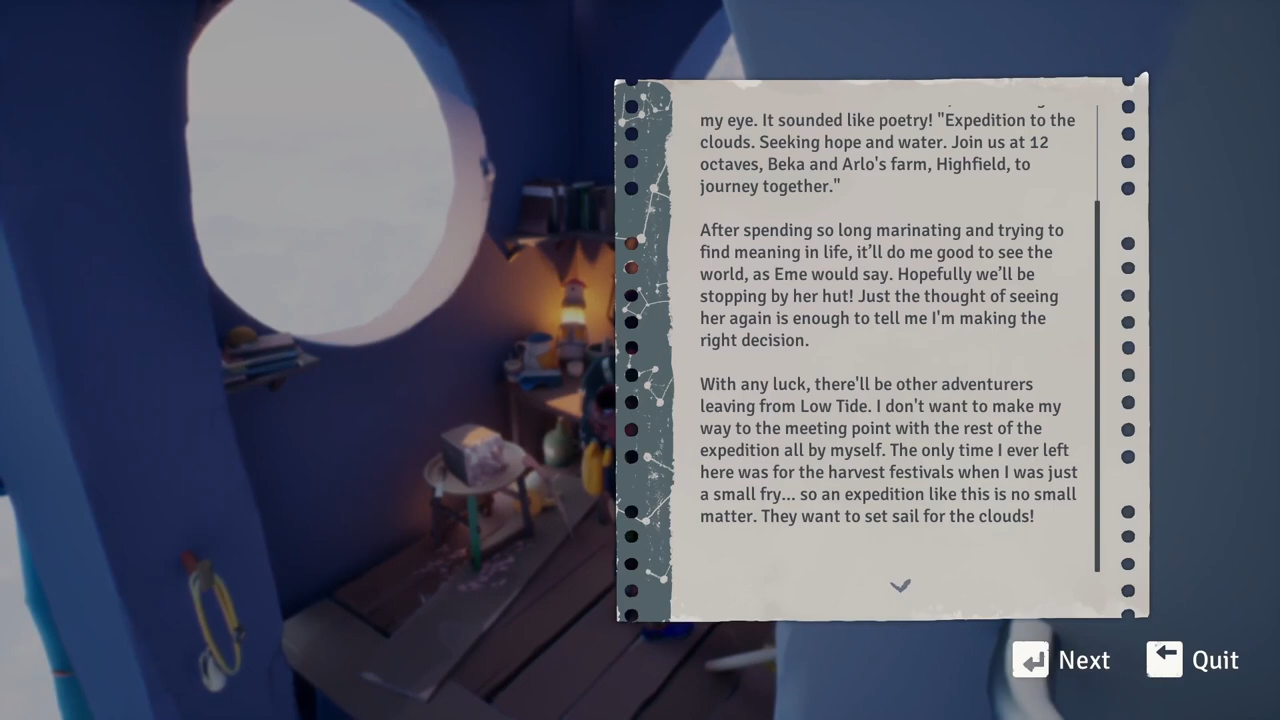 my eye. It sounded like poetry! "Expedition to the
clouds. Seeking hope and water. Join us at 12
octaves, Beka and Arlo's farm, Highfield, to
journey together."
After spending so long marinating and trying to
find meaning in life, it’ll do me good to see the
world, as Eme would say. Hopefully we’ll be
stopping by her hut! Just the thought of seeing
her again is enough to tell me I'm making the
right decision.
With any luck, there'll be other adventurers
leaving from Low Tide. I don't want to make my
way to the meeting point with the rest of the
expedition all by myself. The only time I ever left
here was for the harvest festivals when I was just
a small fry... so an expedition like this is no small
matter. They want to set sail for the clouds!
Next
Quit